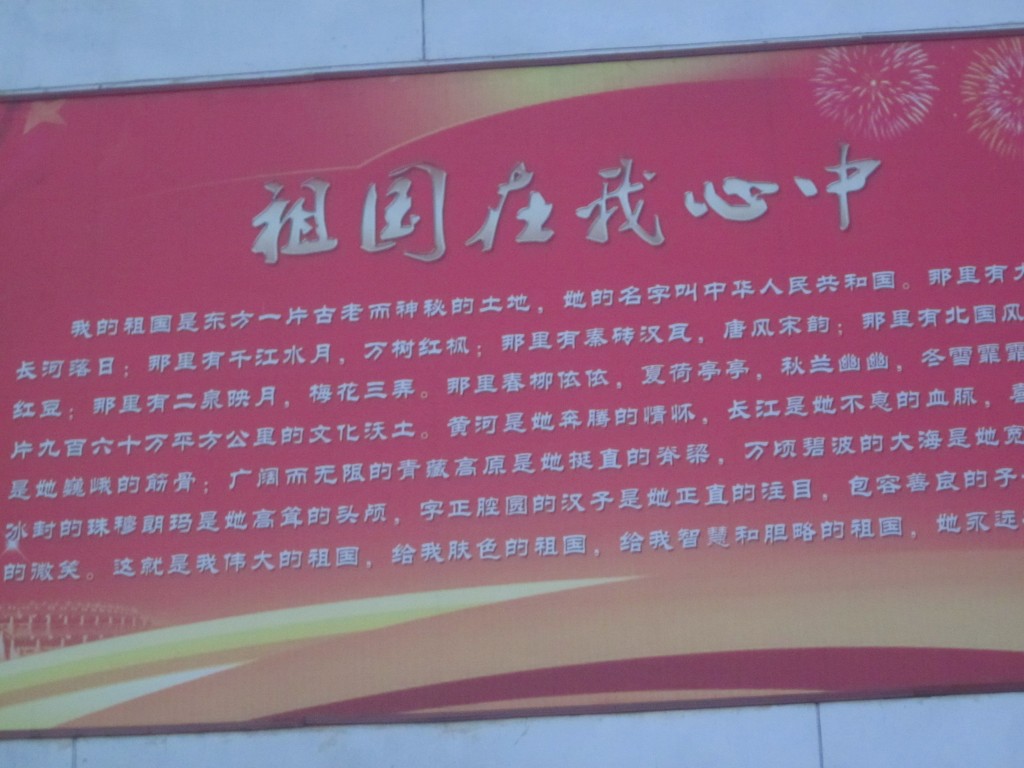 祖国在我心中
我的祖国是东方一片古老而神秘的土地，她的名字叫中华人民共和国。那里有大
长河落日；那里有千江水月，万树红枫；那里有秦砖汉瓦，唐风宋韵；那里有北国风
红豆；那里有二泉映月，梅花三弄。那里春柳依依，夏荷亭亭，秋兰幽幽，冬雪霏霏
片九百六十万平方公里的文化沃土。黄河是她奔腾的情怀，长江是她不息的血脉，喜
是她巍峨的筋骨；广阔而无限的青藏高原是她挺直的脊梁，万顷碧波的大海是她宽
冰封的珠穆朗玛是她高耸的头颅，字正腔圆的汉子是她正直的注目，包容善良的子
的微笑。这就是我伟大的祖国，给我肤色的祖国，给我智慧和胆略的祖国，她永远